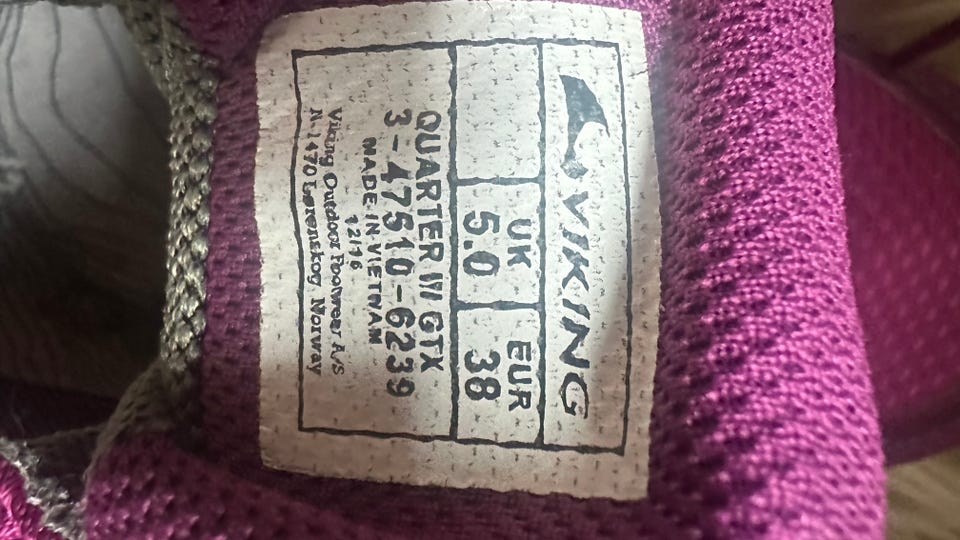 VIKING
UK EUR
5.0 38
QUARTER III GTX
3-47510-6239
MADE IN VIETNAM
12/16
Viking Outdoor Footwear A/S
N-1470 Lørenskog Norway